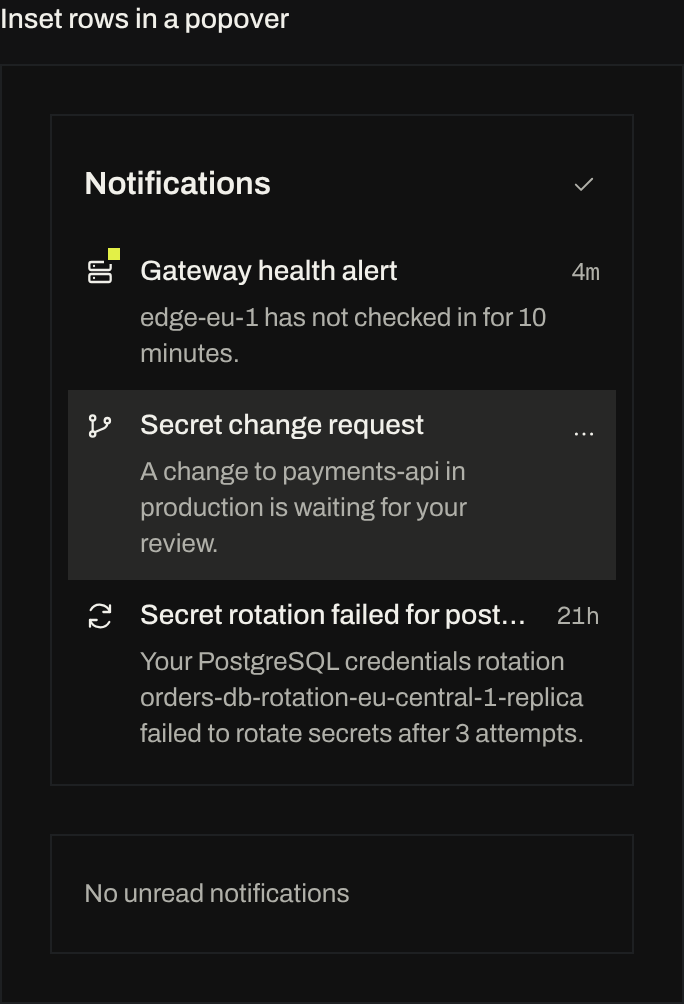 Inset rows in a popover
Notifications
Gateway health alert 4m
edge-eu-1 has not checked in for 10
minutes.
Secret change request ...
A change to payments-api in
production is waiting for your
review.
Secret rotation failed for post... 21h
Your PostgreSQL credentials rotation
orders-db-rotation-eu-central-1-replica
failed to rotate secrets after 3 attempts.
No unread notifications